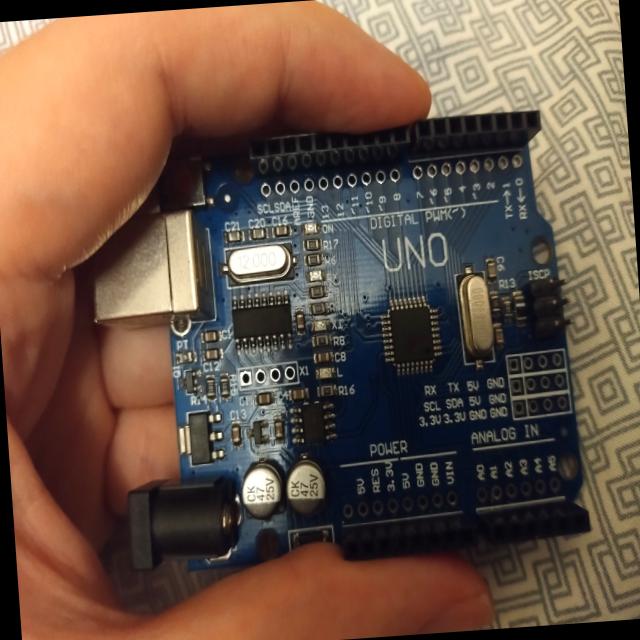 SCL SDA AREF GND 13 12 ~11 ~10 ~9 8 ~6 ~5 4 ~3 2 TX→1 RX←0
DIGITAL PWM(~)
UNO
C21 C16
ON
R17
12.000
ICSP
R13
X1
R8
C8
L
R16
X1
C12
C13
RX TX 5V GND
SCL SDA 5V GND
3.3V 3.3V GND GND
POWER
ANALOG IN
5V RES 3.3V 5V GND GND VIN
A0 A1 A2 A3 A4 A5
CK
47
25V
CK
47
25V